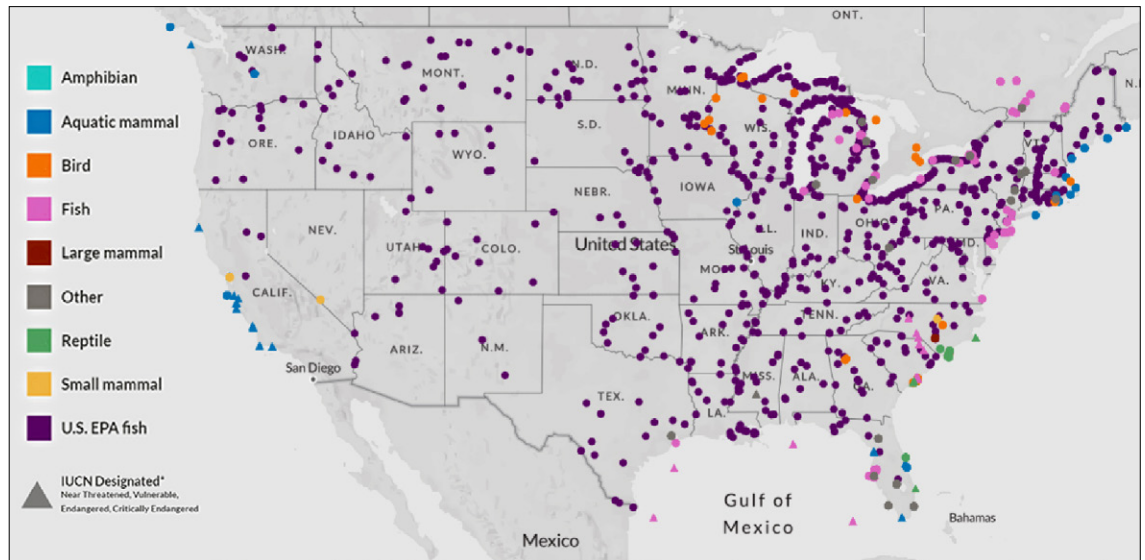 ONT.
WASH.
MONT.
N.D.
MINN.
N.
Amphibian
Aquatic mammal
Bird
Fish
Large mammal
Other
Reptile
Small mammal
U.S. EPA fish
IUCN Designated*
Near Threatened, Vulnerable,
Endangered, Critically Endangered
ORE.
IDAHO
S.D.
WIS.
VT.
WYO.
NEBR.
IOWA
PA.
NEV.
UTAH
COLO.
United States
ILL.
IND.
OHIO
MD.
St. Louis
CALIF.
MO.
KY.
VA.
OKLA.
TENN.
ARK.
ARIZ.
N.M.
San Diego
MISS.
ALA.
GA.
TEX.
LA.
Gulf of
Mexico
Bahamas
Mexico